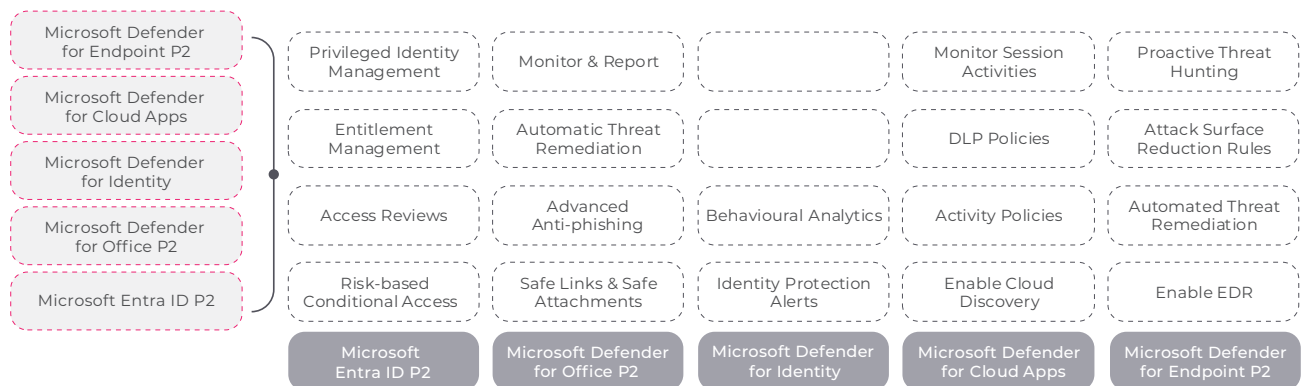 Microsoft Defender
for Endpoint P2
Microsoft Defender
for Cloud Apps
Microsoft Defender
for Identity
Microsoft Defender
for Office P2
Microsoft Entra ID P2
Privileged Identity
Management
Monitor & Report
Monitor Session
Activities
Proactive Threat
Hunting
Entitlement
Management
Automatic Threat
Remediation
DLP Policies
Attack Surface
Reduction Rules
Access Reviews
Advanced
Anti-phishing
Behavioural Analytics
Activity Policies
Automated Threat
Remediation
Risk-based
Conditional Access
Safe Links & Safe
Attachments
Identity Protection
Alerts
Enable Cloud
Discovery
Enable EDR
Microsoft
Entra ID P2
Microsoft Defender
for Office P2
Microsoft Defender
for Identity
Microsoft Defender
for Cloud Apps
Microsoft Defender
for Endpoint P2